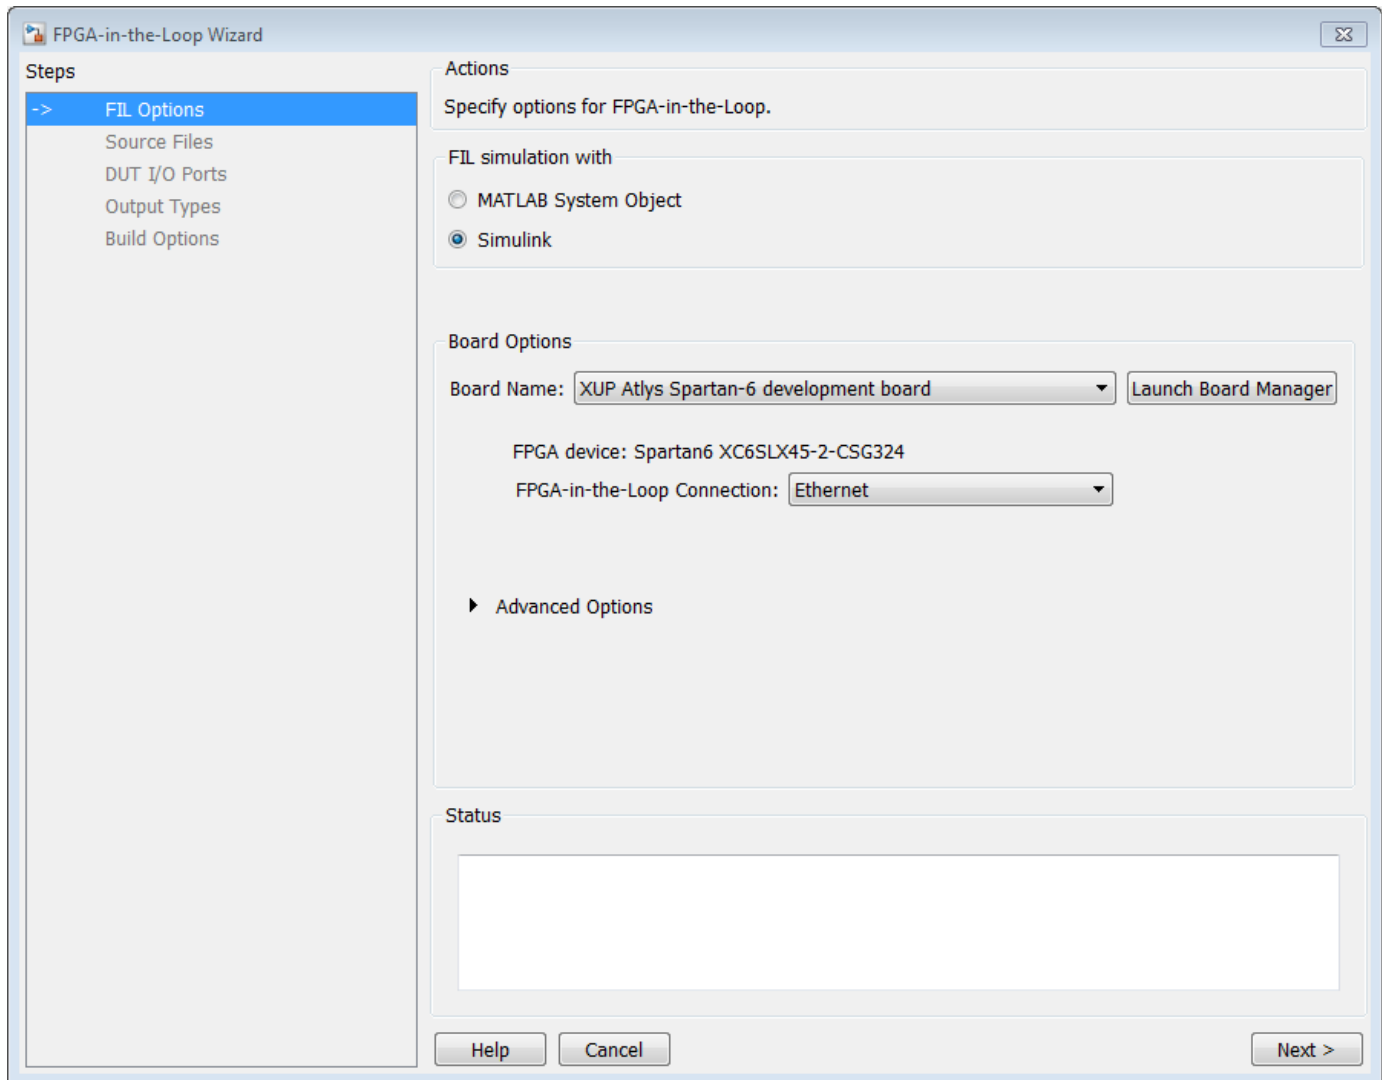 FPGA-in-the-Loop Wizard
Steps
-> FIL Options
Source Files
DUT I/O Ports
Output Types
Build Options
Actions
Specify options for FPGA-in-the-Loop.
FIL simulation with
MATLAB System Object
Simulink
Board Options
Board Name: XUP Atlys Spartan-6 development board Launch Board Manager
FPGA device: Spartan6 XC6SLX45-2-CSG324
FPGA-in-the-Loop Connection: Ethernet
Advanced Options
Status
Help Cancel Next >